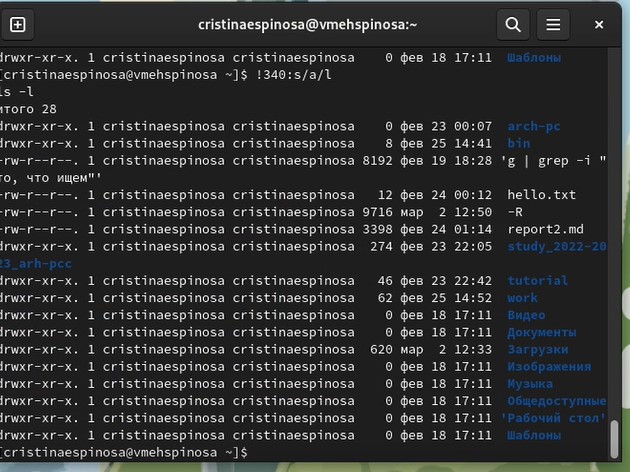 cristinaespinosa@vmehspinosa:~
drwxr-xr-x. 1 cristinaespinosa cristinaespinosa 0 фев 18 17:11 Шаблоны
[cristinaespinosa@vmehspinosa ~]$ !340:s/a/l
ls -l
итого 28
drwxr-xr-x. 1 cristinaespinosa cristinaespinosa 0 фев 23 00:07 arch-pc
drwxr-xr-x. 1 cristinaespinosa cristinaespinosa 8 фев 25 14:41 bin
-rw-r--r--. 1 cristinaespinosa cristinaespinosa 8192 фев 19 18:28 'g | grep -i "
то, что ищем"'
-rw-r--r--. 1 cristinaespinosa cristinaespinosa 12 фев 24 00:12 hello.txt
-rw-r--r--. 1 cristinaespinosa cristinaespinosa 9716 мар 2 12:50 -R
-rw-r--r--. 1 cristinaespinosa cristinaespinosa 3398 фев 24 01:14 report2.md
drwxr-xr-x. 1 cristinaespinosa cristinaespinosa 274 фев 23 22:05 study_2022-20
23_arh-pcc
drwxr-xr-x. 1 cristinaespinosa cristinaespinosa 46 фев 23 22:42 tutorial
drwxr-xr-x. 1 cristinaespinosa cristinaespinosa 62 фев 25 14:52 work
drwxr-xr-x. 1 cristinaespinosa cristinaespinosa 0 фев 18 17:11 Видео
drwxr-xr-x. 1 cristinaespinosa cristinaespinosa 0 фев 18 17:11 Документы
drwxr-xr-x. 1 cristinaespinosa cristinaespinosa 620 мар 2 12:33 Загрузки
drwxr-xr-x. 1 cristinaespinosa cristinaespinosa 0 фев 18 17:11 Изображения
drwxr-xr-x. 1 cristinaespinosa cristinaespinosa 0 фев 18 17:11 Музыка
drwxr-xr-x. 1 cristinaespinosa cristinaespinosa 0 фев 18 17:11 Общедоступные
drwxr-xr-x. 1 cristinaespinosa cristinaespinosa 0 фев 18 17:11 'Рабочий стол'
drwxr-xr-x. 1 cristinaespinosa cristinaespinosa 0 фев 18 17:11 Шаблоны
[cristinaespinosa@vmehspinosa ~]$